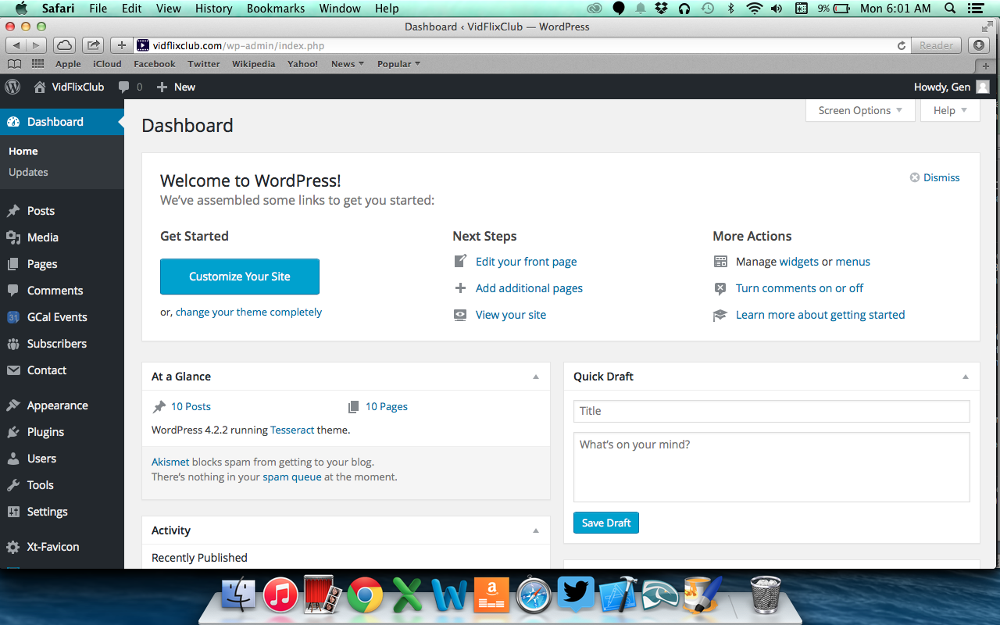 Safari File Edit View History Bookmarks Window Help 9% Mon 6:01 AM
Dashboard ‹ VidFlixClub — WordPress
vidflixclub.com/wp-admin/index.php Reader
Apple iCloud Facebook Twitter Wikipedia Yahoo! News Popular
VidFlixClub 0 New Howdy, Gen
Screen Options Help
Dashboard
Home
Updates
Posts
Media
Pages
Comments
31 GCal Events
Subscribers
Contact
Appearance
Plugins
Users
Tools
Settings
Xt-Favicon
Dashboard
Welcome to WordPress!
Dismiss
We've assembled some links to get you started:
Get Started
Customize Your Site
or, change your theme completely
Next Steps
Edit your front page
Add additional pages
View your site
More Actions
Manage widgets or menus
Turn comments on or off
Learn more about getting started
At a Glance
10 Posts 10 Pages
WordPress 4.2.2 running Tesseract theme.
Akismet blocks spam from getting to your blog.
There's nothing in your spam queue at the moment.
Activity
Recently Published
Quick Draft
Title
What's on your mind?
Save Draft